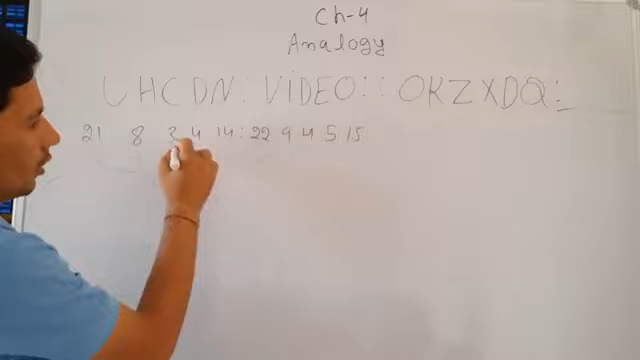 Ch-4
Analogy
UHCDN : ViDEO :: OKZXDQ : _
21 8 3 4 14 : 22 9 4 5 15